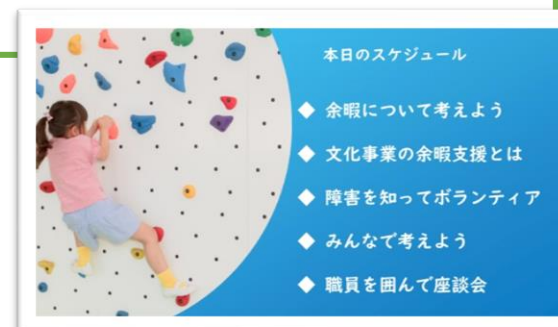 本日のスケジュール
◆ 余暇について考えよう
◆ 文化事業の余暇支援とは
◆ 障害を知ってボランティア
◆ みんなで考えよう
◆ 職員を囲んで座談会